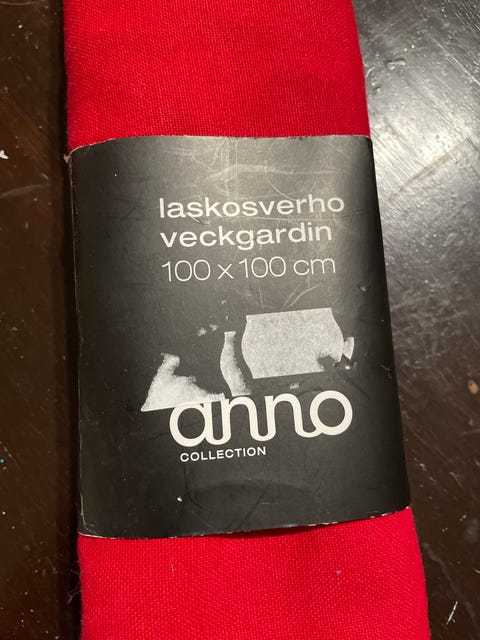 laskosverho
veckgardin
100 x 100 cm
anno
COLLECTION